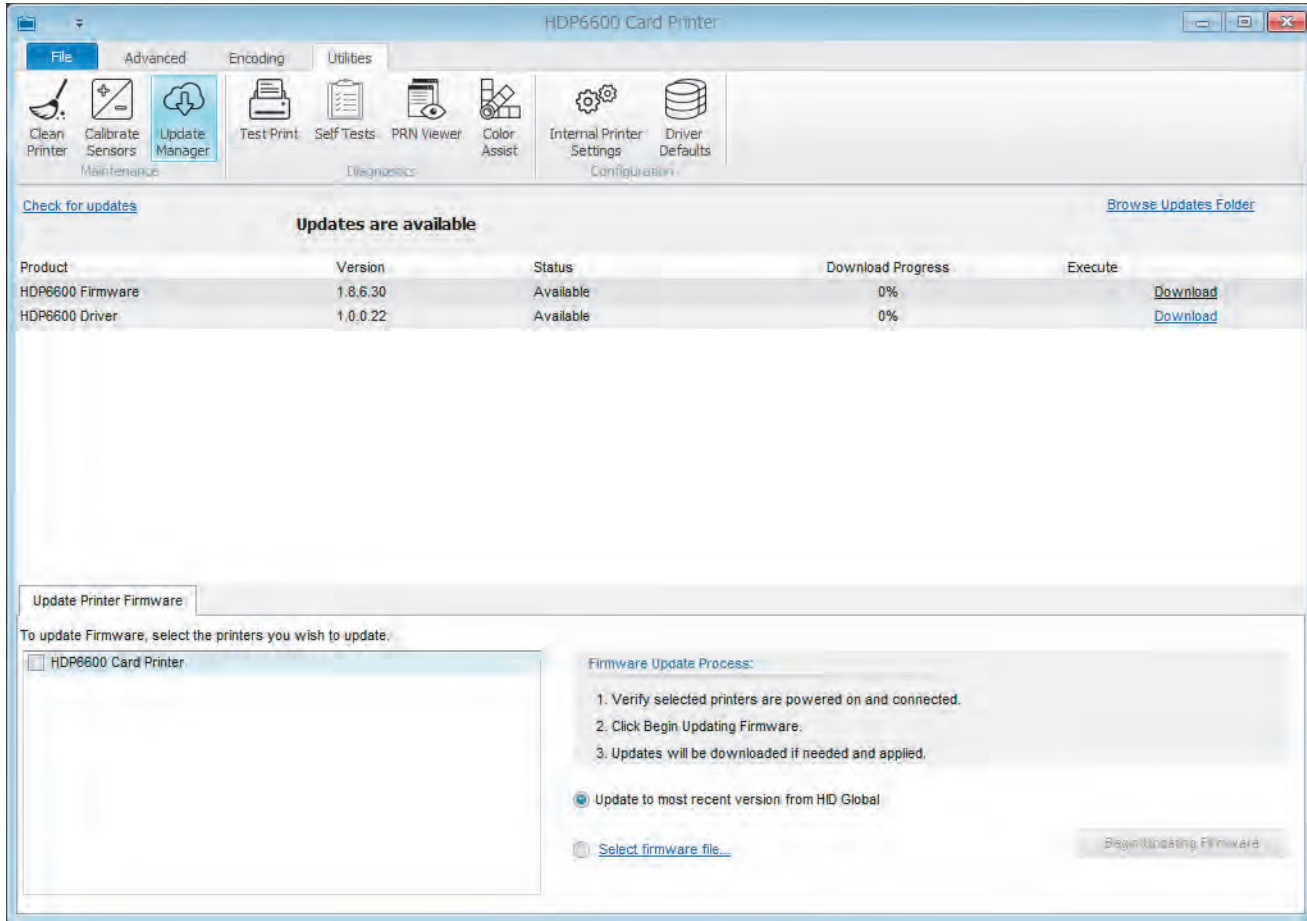 HDP6600 Card Printer
File Advanced Encoding Utilities
Clean Printer Calibrate Sensors Update Manager Test Print Self Tests PRN Viewer Color Assist Internal Printer Settings Driver Defaults
Maintenance Diagnostics Configuration
Check for updates Browse Updates Folder
Updates are available
Product Version Status Download Progress Execute
HDP6600 Firmware 1.8.6.30 Available 0% Download
HDP6600 Driver 1.0.0.22 Available 0% Download
Update Printer Firmware
To update Firmware, select the printers you wish to update.
HDP6600 Card Printer
Firmware Update Process:
1. Verify selected printers are powered on and connected.
2. Click Begin Updating Firmware.
3. Updates will be downloaded if needed and applied.
Update to most recent version from HID Global
Select firmware file...
Begin Updating Firmware